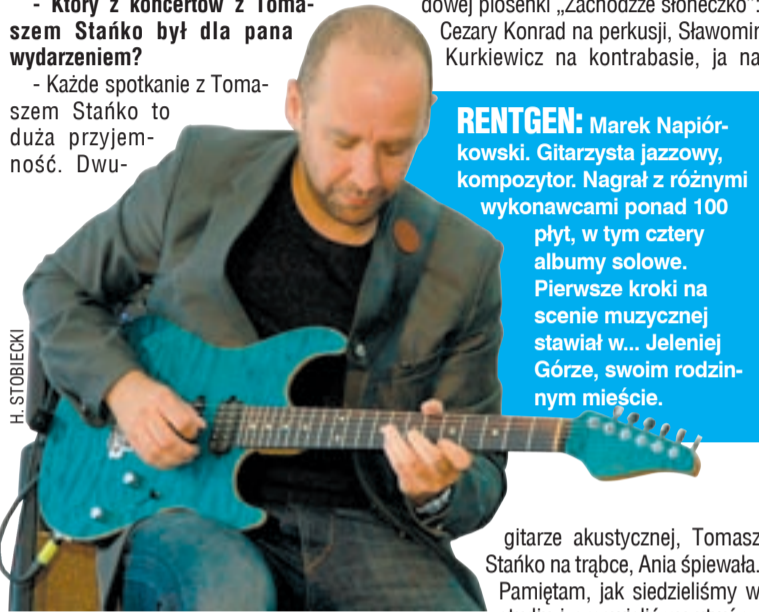 - Który z koncertów z Toma-
szem Stańko był dla pana
wydarzeniem?
- Każde spotkanie z Toma-
szem Stańko to
duża przyjem-
ność. Dwu-
H. STOBIECKI
dowej piosenki „Zachodźże słoneczko”:
Cezary Konrad na perkusji, Sławomir
Kurkiewicz na kontrabasie, ja na
RENTGEN: Marek Napiór-
kowski. Gitarzysta jazzowy,
kompozytor. Nagrał z różnymi
wykonawcami ponad 100
płyt, w tym cztery
albumy solowe.
Pierwsze kroki na
scenie muzycznej
stawiał w... Jeleniej
Górze, swoim rodzin-
nym mieście.
gitarze akustycznej, Tomasz
Stańko na trąbce, Ania śpiewała.
Pamiętam, jak siedzieliśmy w